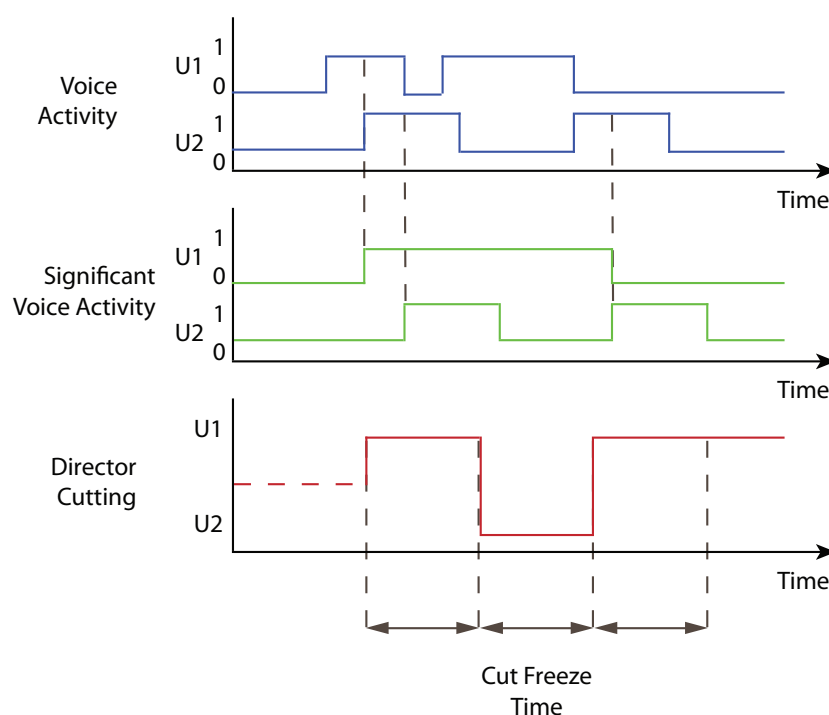 Voice
Activity
U1
1
0
U2
1
0
Time
Significant
Voice Activity
U1
1
0
U2
1
0
Time
Director
Cutting
U1
U2
Time
Cut Freeze
Time